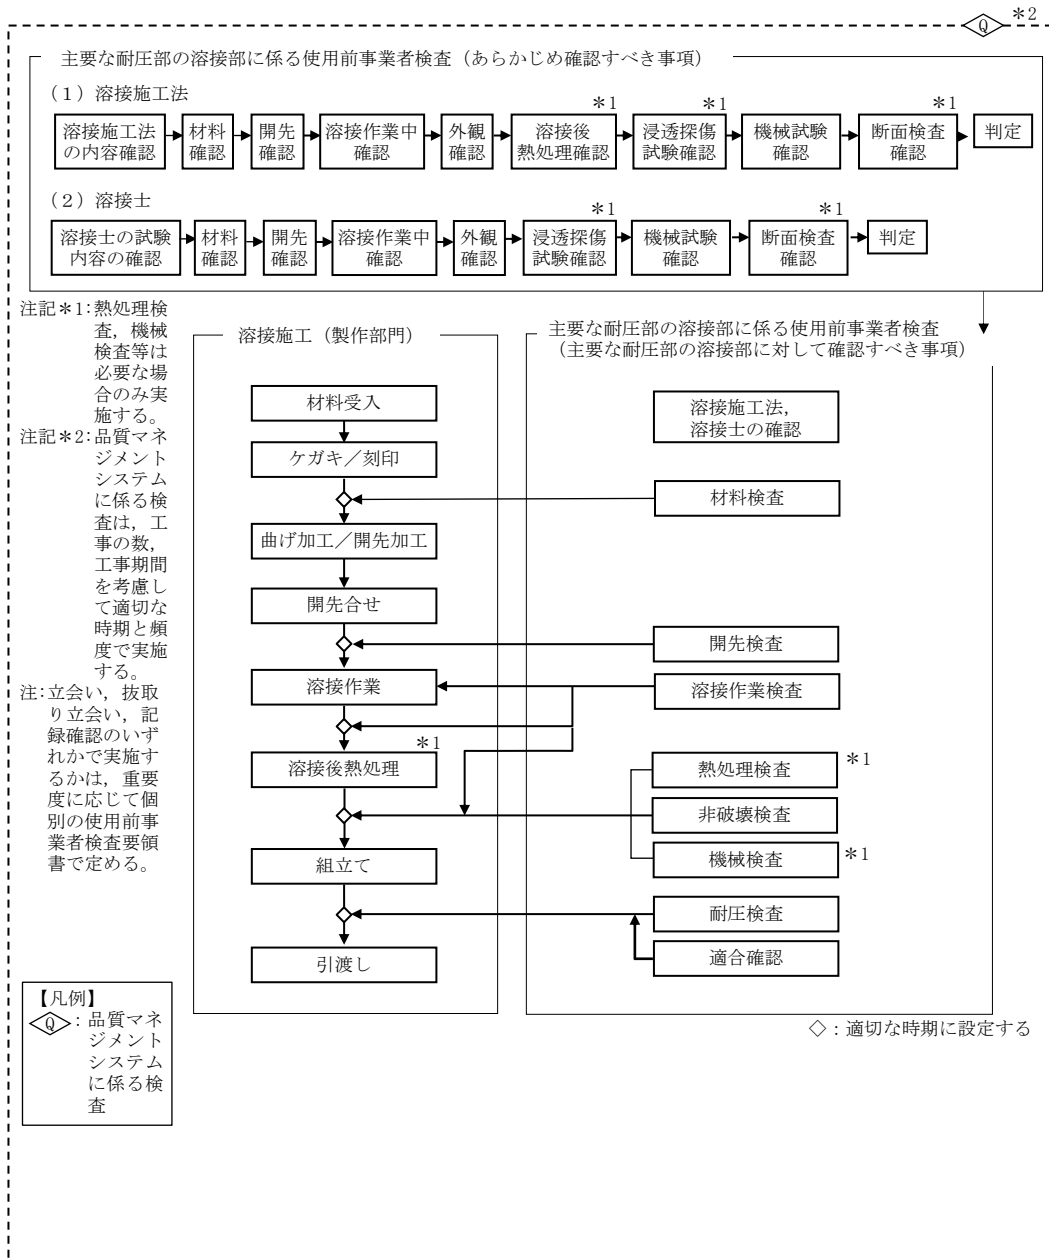 Q
＊2
主要な耐圧部の溶接部に係る使用前事業者検査（あらかじめ確認すべき事項）
（１）溶接施工法
＊1
＊1
＊1
溶接施工法
の内容確認
材料
確認
開先
確認
溶接作業中
確認
外観
確認
溶接後
熱処理確認
浸透探傷
試験確認
機械試験
確認
断面検査
確認
判定
（２）溶接士
＊1
＊1
溶接士の試験
内容の確認
材料
確認
開先
確認
溶接作業中
確認
外観
確認
浸透探傷
試験確認
機械試験
確認
断面検査
確認
判定
注記＊1：熱処理検
査，機械
検査等は
必要な場
合のみ実
施する。
注記＊2：品質マネ
ジメント
システム
に係る検
査は，工
事の数，
工事期間
を考慮し
て適切な
時期と頻
度で実施
する。
注：立会い，抜取
り立会い，記
録確認のいず
れかで実施す
るかは，重要
度に応じて個
別の使用前事
業者検査要領
書で定める。
溶接施工（製作部門）
材料受入
ケガキ／刻印
曲げ加工／開先加工
開先合せ
溶接作業
＊1
溶接後熱処理
組立て
引渡し
主要な耐圧部の溶接部に係る使用前事業者検査
（主要な耐圧部の溶接部に対して確認すべき事項）
溶接施工法，
溶接士の確認
材料検査
開先検査
溶接作業検査
熱処理検査
＊1
非破壊検査
機械検査
＊1
耐圧検査
適合確認
◇：適切な時期に設定する
【凡例】
Q：品質マネ
ジメント
システム
に係る検
査